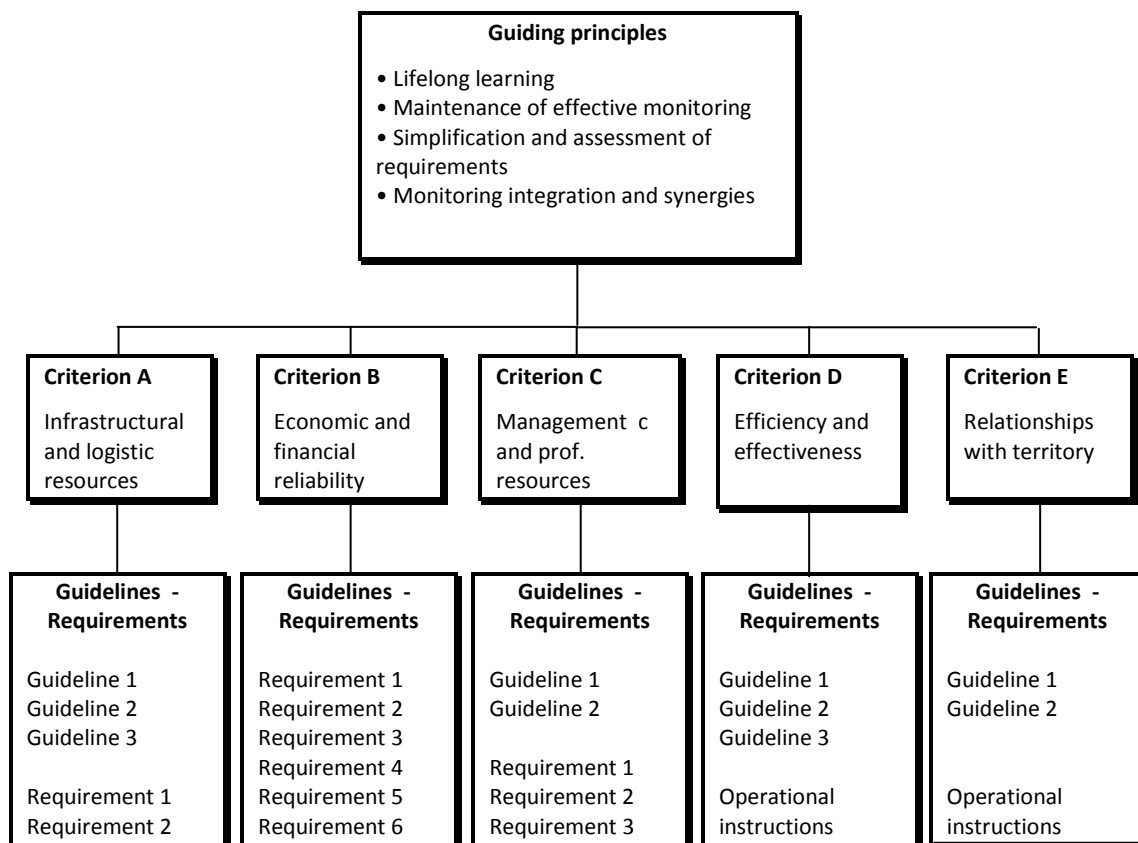 Guiding principles
• Lifelong learning
• Maintenance of effective monitoring
• Simplification and assessment of
requirements
• Monitoring integration and synergies
Criterion A
Infrastructural
and logistic
resources
Criterion B
Economic and
financial
reliability
Criterion C
Management c
and prof.
resources
Criterion D
Efficiency and
effectiveness
Criterion E
Relationships
with territory
Guidelines -
Requirements
Guideline 1
Guideline 2
Guideline 3
Requirement 1
Requirement 2
Guidelines -
Requirements
Requirement 1
Requirement 2
Requirement 3
Requirement 4
Requirement 5
Requirement 6
Guidelines -
Requirements
Guideline 1
Guideline 2
Requirement 1
Requirement 2
Requirement 3
Guidelines -
Requirements
Guideline 1
Guideline 2
Guideline 3
Operational
instructions
Guidelines -
Requirements
Guideline 1
Guideline 2
Operational
instructions